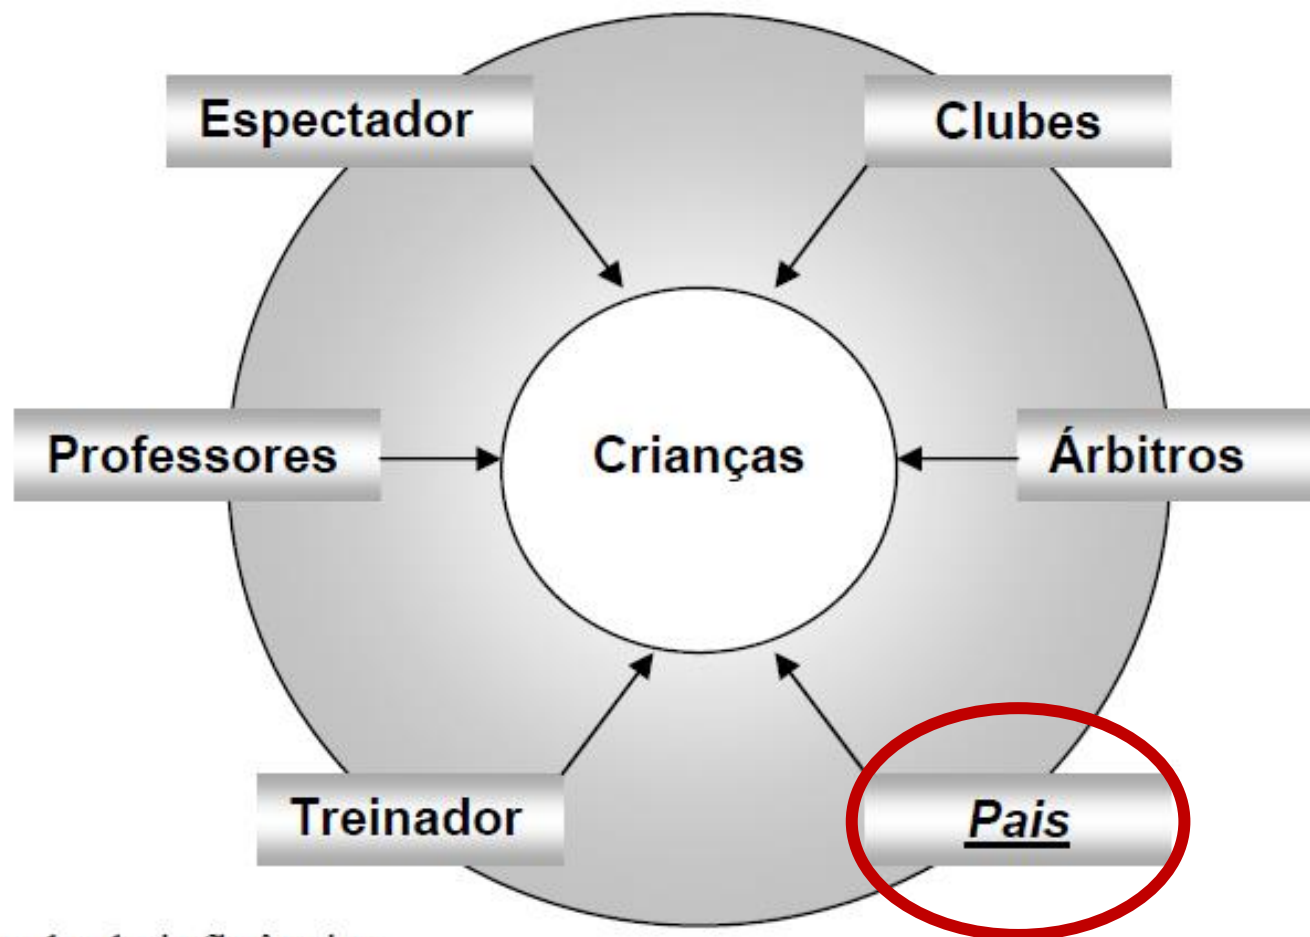 Espectador
Clubes
Professores
Crianças
Árbitros
Treinador
Pais